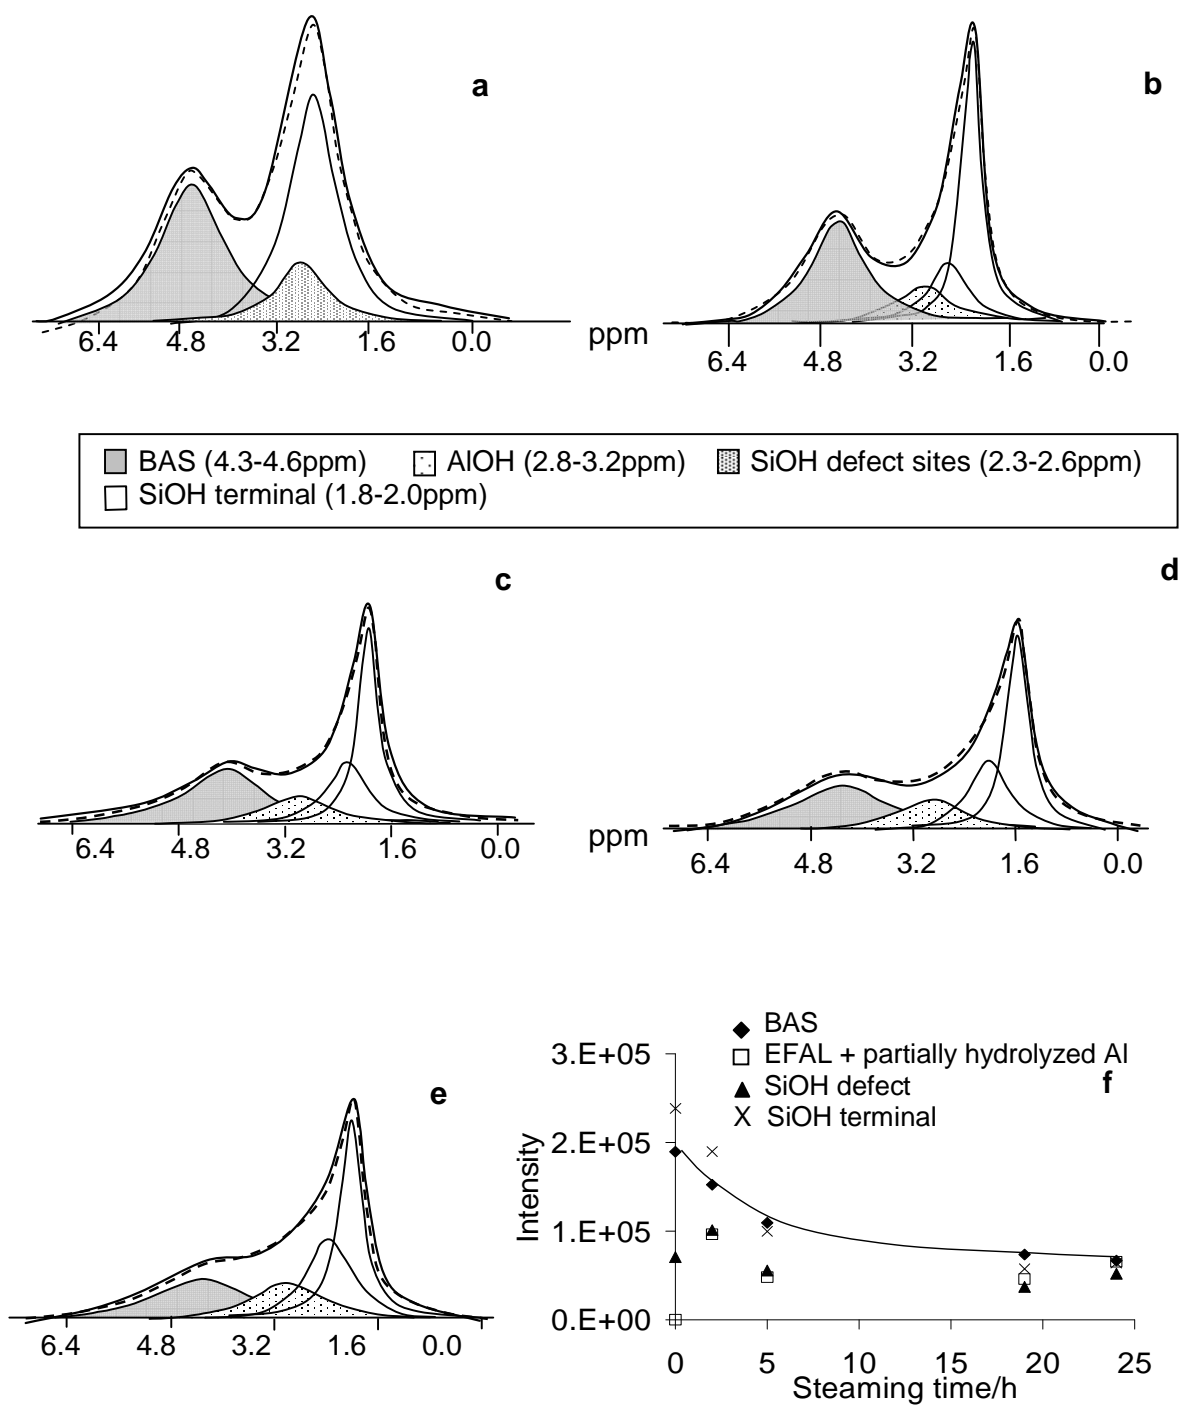 a
b
6.4 4.8 3.2 1.6 0.0
ppm
6.4 4.8 3.2 1.6 0.0
BAS (4.3-4.6ppm) AlOH (2.8-3.2ppm) SiOH defect sites (2.3-2.6ppm)
SiOH terminal (1.8-2.0ppm)
c
d
6.4 4.8 3.2 1.6 0.0
ppm
6.4 4.8 3.2 1.6 0.0
e
6.4 4.8 3.2 1.6 0.0
BAS
EFAL + partially hydrolyzed Al
SiOH defect
SiOH terminal
f
Intensity
3.E+05
2.E+05
1.E+05
0.E+00
0 5 10 15 20 25
Steaming time/h